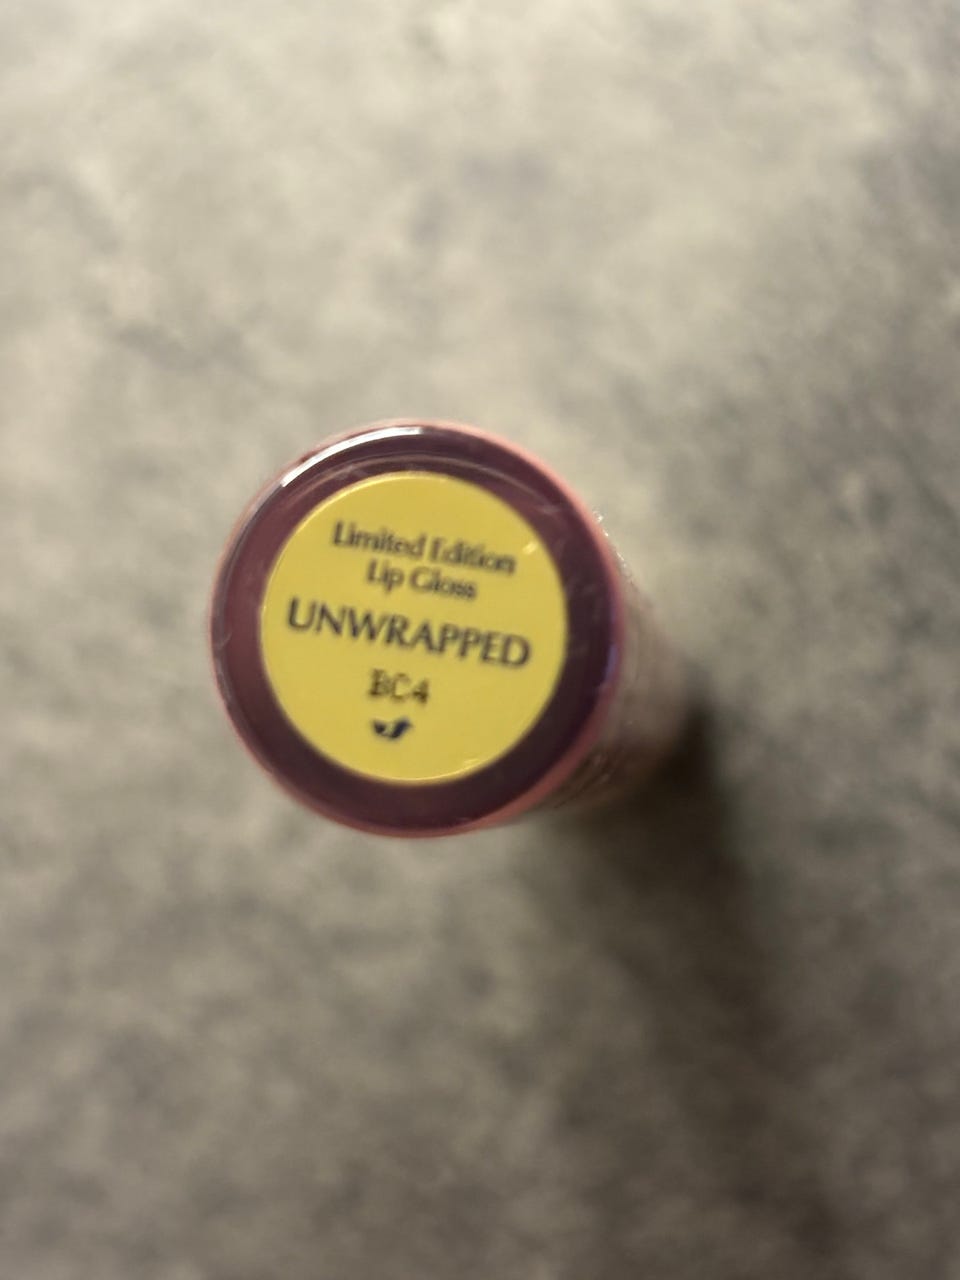 Limited Edition
Lip Gloss
UNWRAPPED
BC4